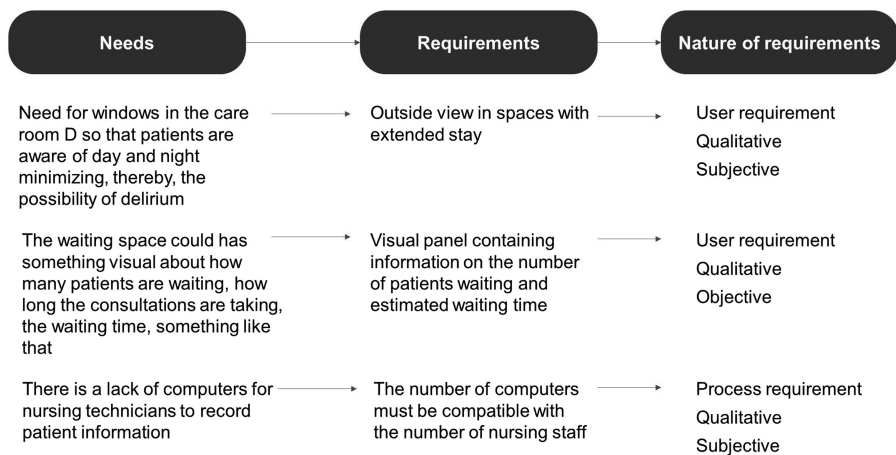 Needs
Requirements
Nature of requirements
Need for windows in the care
room D so that patients are
aware of day and night
minimizing, thereby, the
possibility of delirium
Outside view in spaces with
extended stay
User requirement
Qualitative
Subjective
The waiting space could has
something visual about how
many patients are waiting, how
long the consultations are taking,
the waiting time, something like
that
Visual panel containing
information on the number
of patients waiting and
estimated waiting time
User requirement
Qualitative
Objective
There is a lack of computers for
nursing technicians to record
patient information
The number of computers
must be compatible with
the number of nursing staff
Process requirement
Qualitative
Subjective